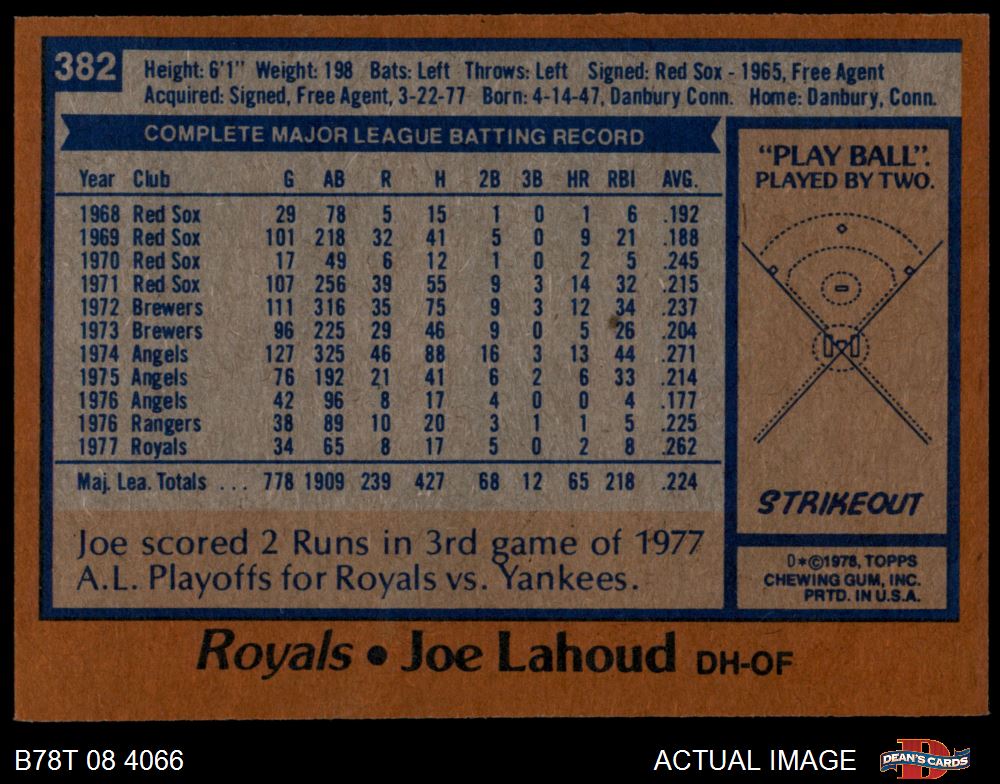 382
Height: 6'1" Weight: 198 Bats: Left Throws: Left Signed: Red Sox - 1965, Free Agent
Acquired: Signed, Free Agent, 3-22-77 Born: 4-14-47, Danbury Conn. Home: Danbury, Conn.
COMPLETE MAJOR LEAGUE BATTING RECORD
Year Club G AB R H 2B 3B HR RBI AVG.
1968 Red Sox 29 78 5 15 1 0 1 6 .192
1969 Red Sox 101 218 32 41 5 0 9 21 .188
1970 Red Sox 17 49 6 12 1 0 2 5 .245
1971 Red Sox 107 256 39 55 9 3 14 32 .215
1972 Brewers 111 316 35 75 9 3 12 34 .237
1973 Brewers 96 225 29 46 9 0 5 26 .204
1974 Angels 127 325 46 88 16 3 13 44 .271
1975 Angels 76 192 21 41 6 2 6 33 .214
1976 Angels 42 96 8 17 4 0 0 4 .177
1976 Rangers 38 89 10 20 3 1 1 5 .225
1977 Royals 34 65 8 17 5 0 2 8 .262
Maj. Lea. Totals ... 778 1909 239 427 68 12 65 218 .224
Joe scored 2 Runs in 3rd game of 1977
A.L. Playoffs for Royals vs. Yankees.
"PLAY BALL".
PLAYED BY TWO.
STRIKEOUT
D*©1978, TOPPS
CHEWING GUM, INC.
PRTD. IN U.S.A.
Royals • Joe Lahoud DH-OF
B78T 08 4066
ACTUAL IMAGE
DEAN'S CARDS